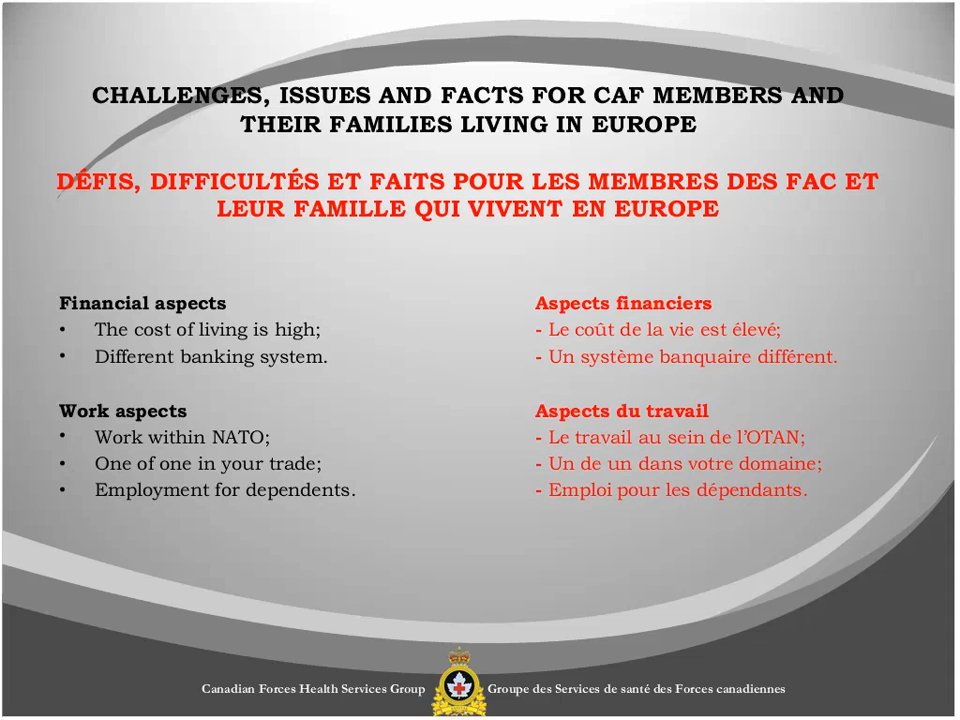 CHALLENGES, ISSUES AND FACTS FOR CAF MEMBERS AND
THEIR FAMILIES LIVING IN EUROPE
DÉFIS, DIFFICULTÉS ET FAITS POUR LES MEMBRES DES FAC ET
LEUR FAMILLE QUI VIVENT EN EUROPE
Financial aspects
• The cost of living is high;
• Different banking system.
Work aspects
• Work within NATO;
• One of one in your trade;
• Employment for dependents.
Aspects financiers
- Le coût de la vie est élevé;
- Un système banquaire différent.
Aspects du travail
- Le travail au sein de l’OTAN;
- Un de un dans votre domaine;
- Emploi pour les dépendants.
Canadian Forces Health Services Group
Groupe des Services de santé des Forces canadiennes